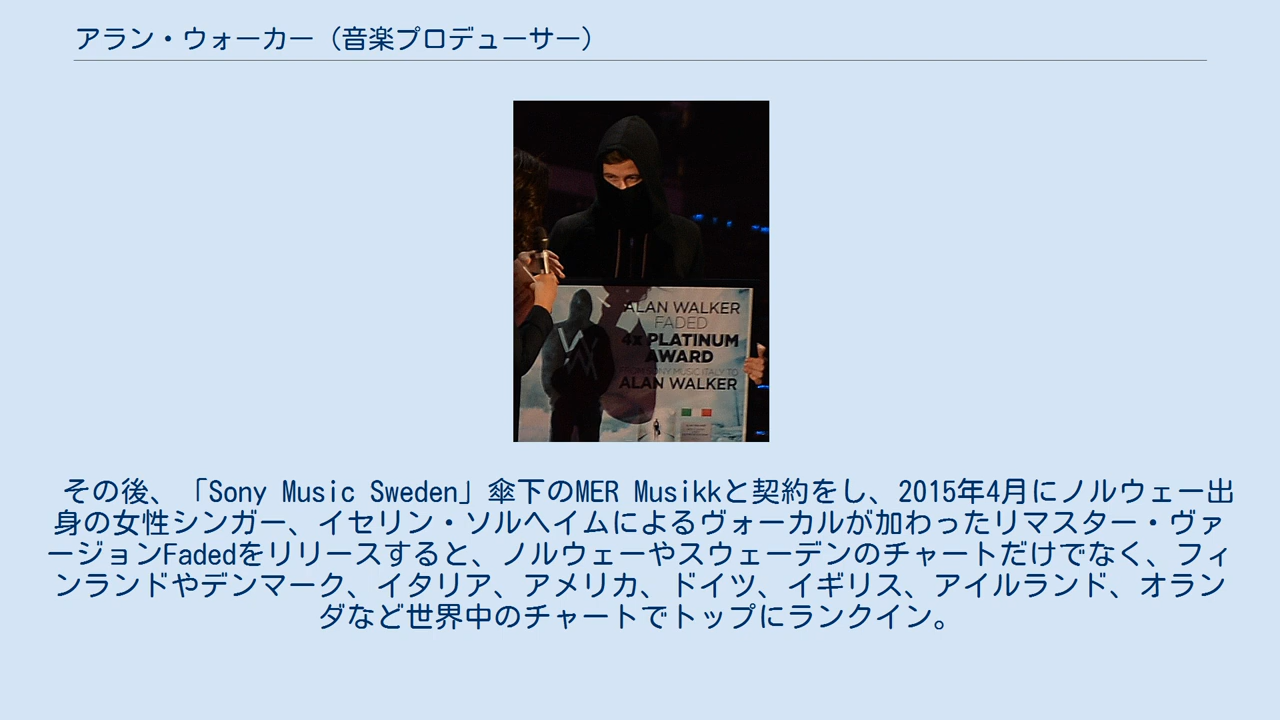 アラン・ウォーカー（音楽プロデューサー）
ALAN WALKER
FADED
4x PLATINUM
AWARD
FROM SONY MUSIC ITALY TO
ALAN WALKER
その後、「Sony Music Sweden」傘下のMER Musikkと契約をし、2015年4月にノルウェー出
身の女性シンガー、イセリン・ソルヘイムによるヴォーカルが加わったリマスター・ヴァ
ージョンFadedをリリースすると、ノルウェーやスウェーデンのチャートだけでなく、フィ
ンランドやデンマーク、イタリア、アメリカ、ドイツ、イギリス、アイルランド、オラン
ダなど世界中のチャートでトップにランクイン。